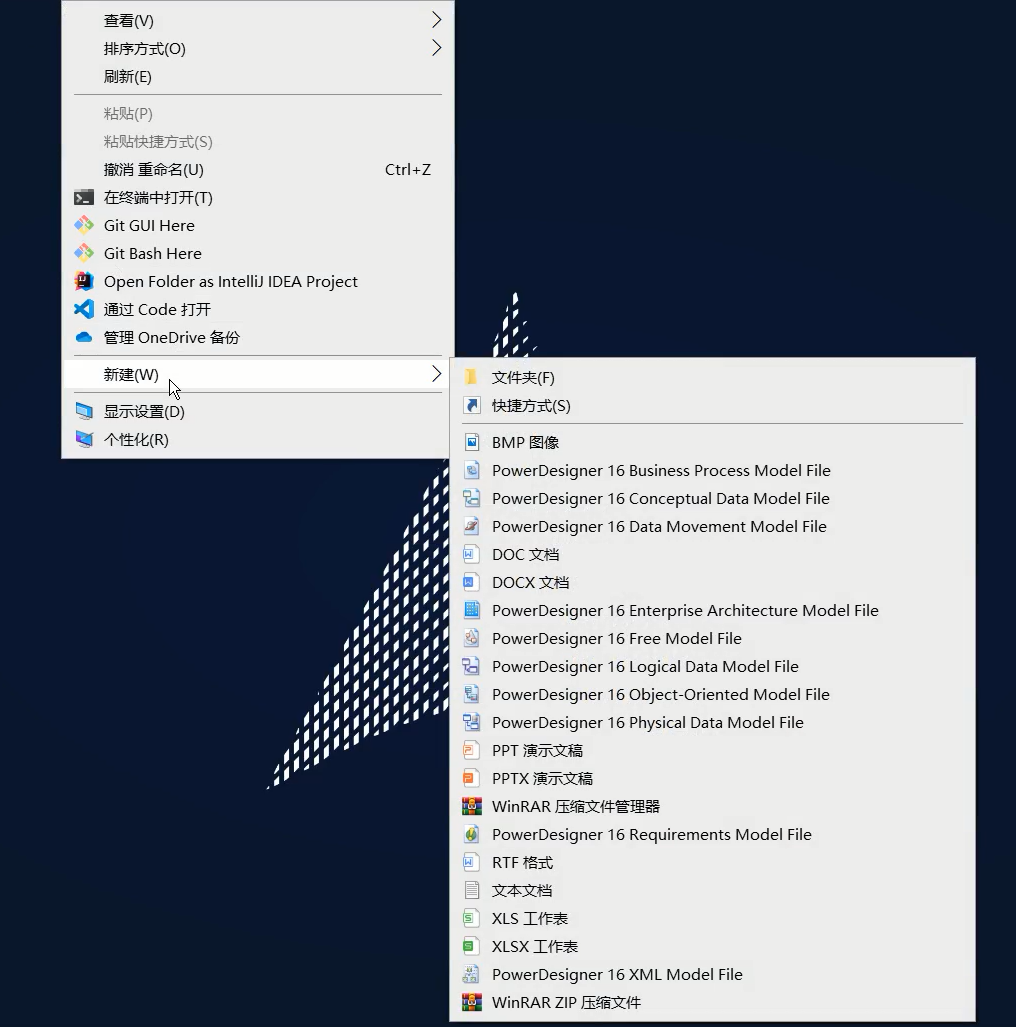 查看(V)
排序方式(O)
刷新(E)
粘贴(P)
粘贴快捷方式(S)
撤消 重命名(U) Ctrl+Z
在终端中打开(T)
Git GUI Here
Git Bash Here
Open Folder as IntelliJ IDEA Project
通过 Code 打开
管理 OneDrive 备份
新建(W)
显示设置(D)
个性化(R)
文件夹(F)
快捷方式(S)
BMP 图像
PowerDesigner 16 Business Process Model File
PowerDesigner 16 Conceptual Data Model File
PowerDesigner 16 Data Movement Model File
DOC 文档
DOCX 文档
PowerDesigner 16 Enterprise Architecture Model File
PowerDesigner 16 Free Model File
PowerDesigner 16 Logical Data Model File
PowerDesigner 16 Object-Oriented Model File
PowerDesigner 16 Physical Data Model File
PPT 演示文稿
PPTX 演示文稿
WinRAR 压缩文件管理器
PowerDesigner 16 Requirements Model File
RTF 格式
文本文档
XLS 工作表
XLSX 工作表
PowerDesigner 16 XML Model File
WinRAR ZIP 压缩文件